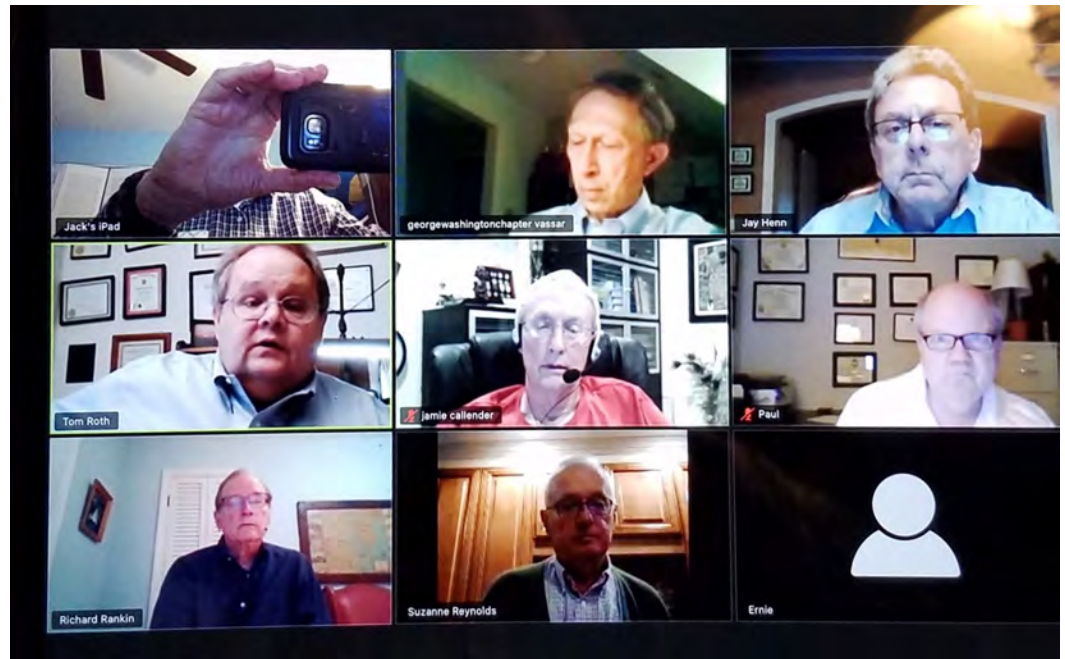 Jack's iPad
georgewashingtonchapter vassar
Jay Henn
Tom Roth
jamie callender
Paul
Richard Rankin
Suzanne Reynolds
Ernie